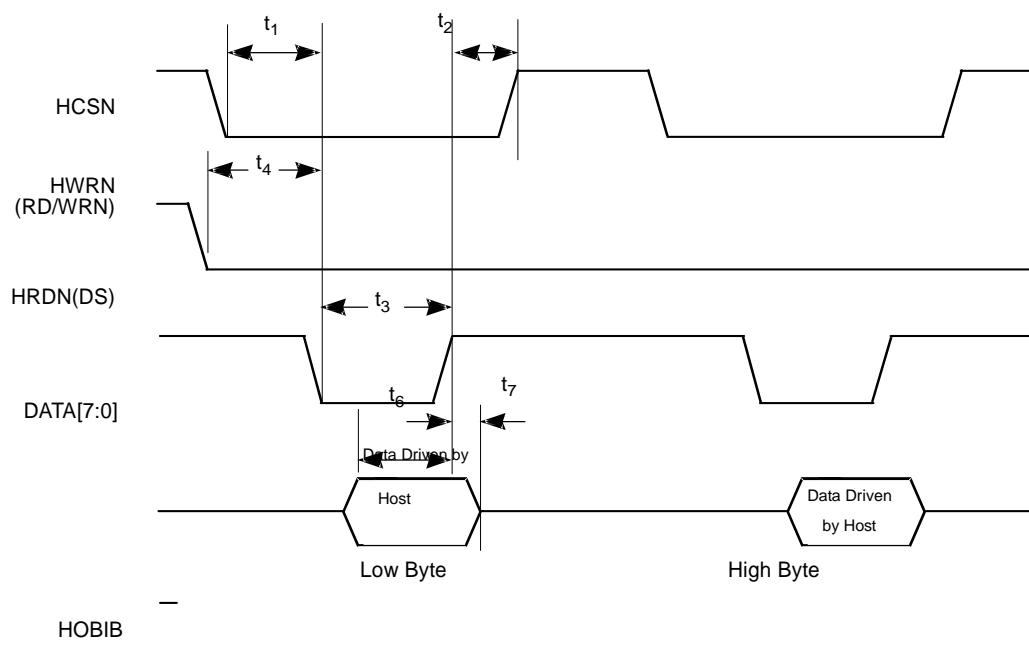 t1
t2
HCSN
t4
HWRN
(RD/WRN)
HRDN(DS)
t3
t6
t7
DATA[7:0]
Data Driven by
Host
Data Driven
by Host
Low Byte
High Byte
HOBIB